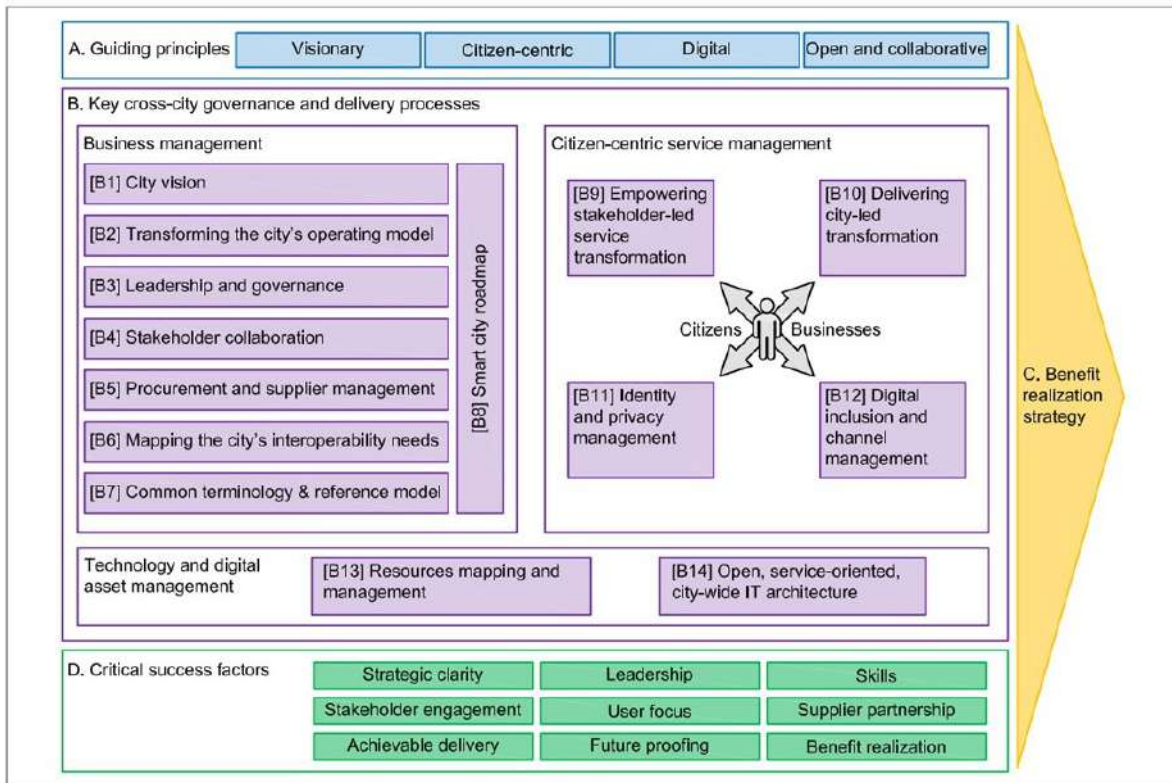 A. Guiding principles
Visionary
Citizen-centric
Digital
Open and collaborative
B. Key cross-city governance and delivery processes
Business management
[B1] City vision
[B2] Transforming the city's operating model
[B3] Leadership and governance
[B4] Stakeholder collaboration
[B5] Procurement and supplier management
[B6] Mapping the city's interoperability needs
[B7] Common terminology & reference model
[B8] Smart city roadmap
Citizen-centric service management
[B9] Empowering
stakeholder-led
service
transformation
[B10] Delivering
city-led
transformation
Citizens
Businesses
[B11] Identity
and privacy
management
[B12] Digital
inclusion and
channel
management
Technology and digital
asset management
[B13] Resources mapping and
management
[B14] Open, service-oriented,
city-wide IT architecture
C. Benefit
realization
strategy
D. Critical success factors
Strategic clarity
Leadership
Skills
Stakeholder engagement
User focus
Supplier partnership
Achievable delivery
Future proofing
Benefit realization